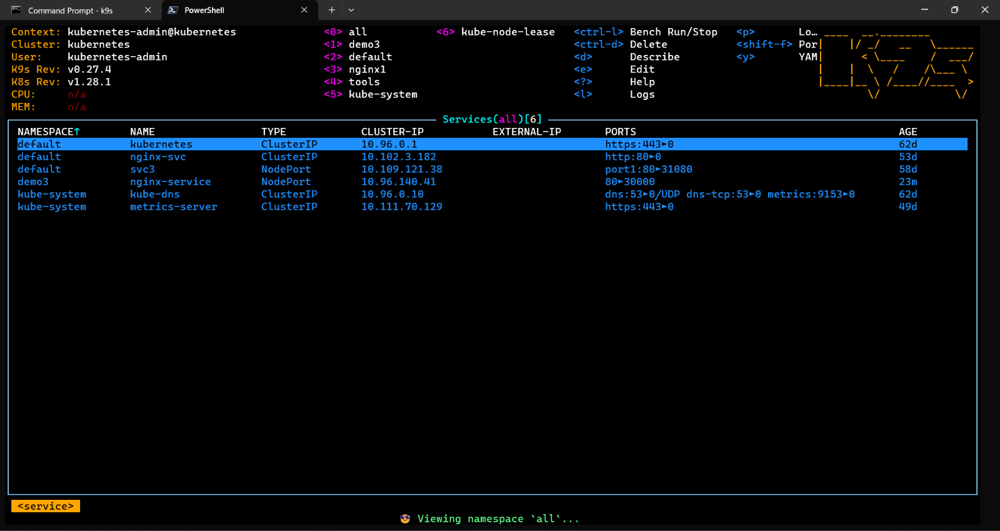 Command Prompt - k9s PowerShell
Context: kubernetes-admin@kubernetes <0> all <6> kube-node-lease <ctrl-l> Bench Run/Stop <p> Lo…
Cluster: kubernetes <1> demo3 <ctrl-d> Delete <shift-f> Por
User: kubernetes-admin <2> default <d> Describe <y> YAM
K9s Rev: v0.27.4 <3> nginx1 <e> Edit
K8s Rev: v1.28.1 <4> tools <?> Help
CPU: n/a <5> kube-system <l> Logs
MEM: n/a
Services(all)[6]
NAMESPACE↑ NAME TYPE CLUSTER-IP EXTERNAL-IP PORTS AGE
default kubernetes ClusterIP 10.96.0.1 https:443►0 62d
default nginx-svc ClusterIP 10.102.3.182 http:80►0 53d
default svc3 NodePort 10.109.121.38 port1:80►31080 58d
demo3 nginx-service NodePort 10.96.140.41 80►30000 23m
kube-system kube-dns ClusterIP 10.96.0.10 dns:53►0/UDP dns-tcp:53►0 metrics:9153►0 62d
kube-system metrics-server ClusterIP 10.111.70.129 https:443►0 49d
<service>
😎 Viewing namespace `all`...